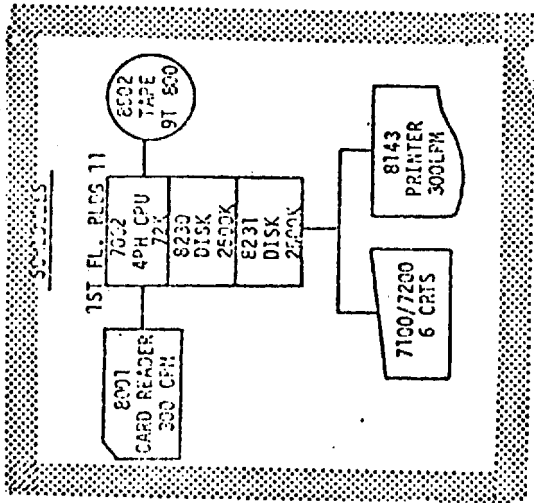 1ST FL. BLDG 11
8001
CARD READER
300 CPM
7002
4PH CPU
72K
8230
DISK
2500K
8231
DISK
2500K
8002
TAPE
9T 800
7100/7200
6 CRTS
8143
PRINTER
300LPM